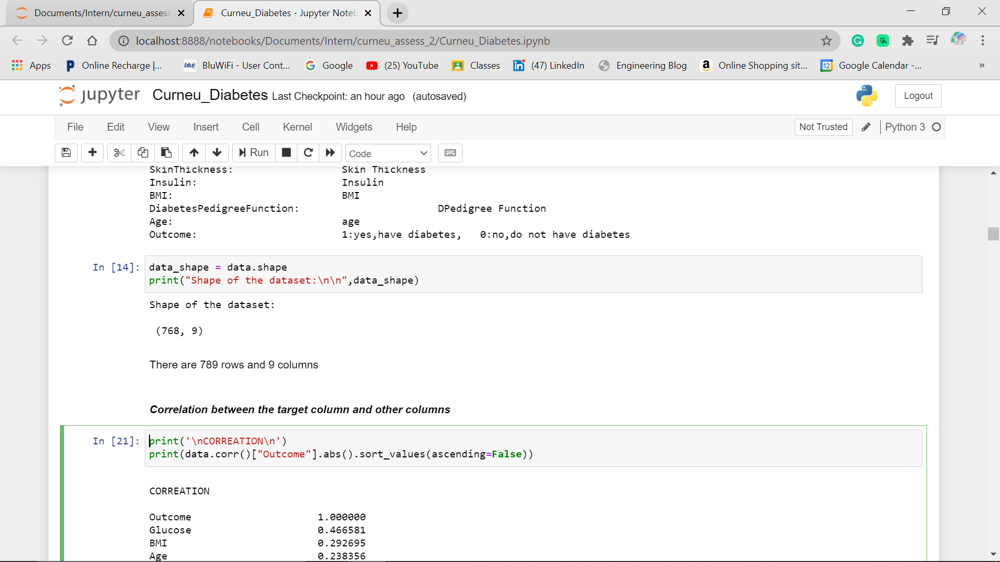 Documents/Intern/curneu_assess
Curneu_Diabetes - Jupyter Noteb
localhost:8888/notebooks/Documents/Intern/curneu_assess_2/Curneu_Diabetes.ipynb
Apps
Online Recharge |...
BluWiFi - User Cont...
Google
(25) YouTube
Classes
(47) LinkedIn
Engineering Blog
Online Shopping sit...
Google Calendar -...
»
jupyter
Curneu_Diabetes Last Checkpoint: an hour ago (autosaved)
Logout
File Edit View Insert Cell Kernel Widgets Help
Not Trusted
Python 3
Run
Code
SkinThickness: Skin Thickness
Insulin: Insulin
BMI: BMI
DiabetesPedigreeFunction: DPedigree Function
Age: age
Outcome: 1:yes,have diabetes, 0:no,do not have diabetes
In [14]: data_shape = data.shape
print("Shape of the dataset:\n\n",data_shape)
Shape of the dataset:
(768, 9)
There are 789 rows and 9 columns
Correlation between the target column and other columns
In [21]: print('\nCORREATION\n')
print(data.corr()["Outcome"].abs().sort_values(ascending=False))
CORREATION
Outcome 1.000000
Glucose 0.466581
BMI 0.292695
Age 0.238356